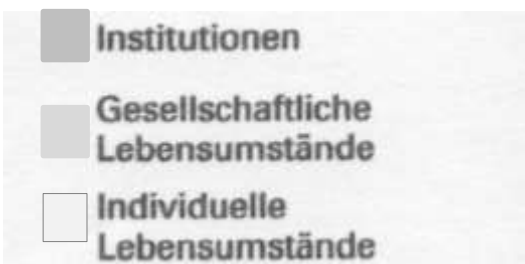 Institutionen
Gesellschaftliche
Lebensumstände
Individuelle
Lebensumstände